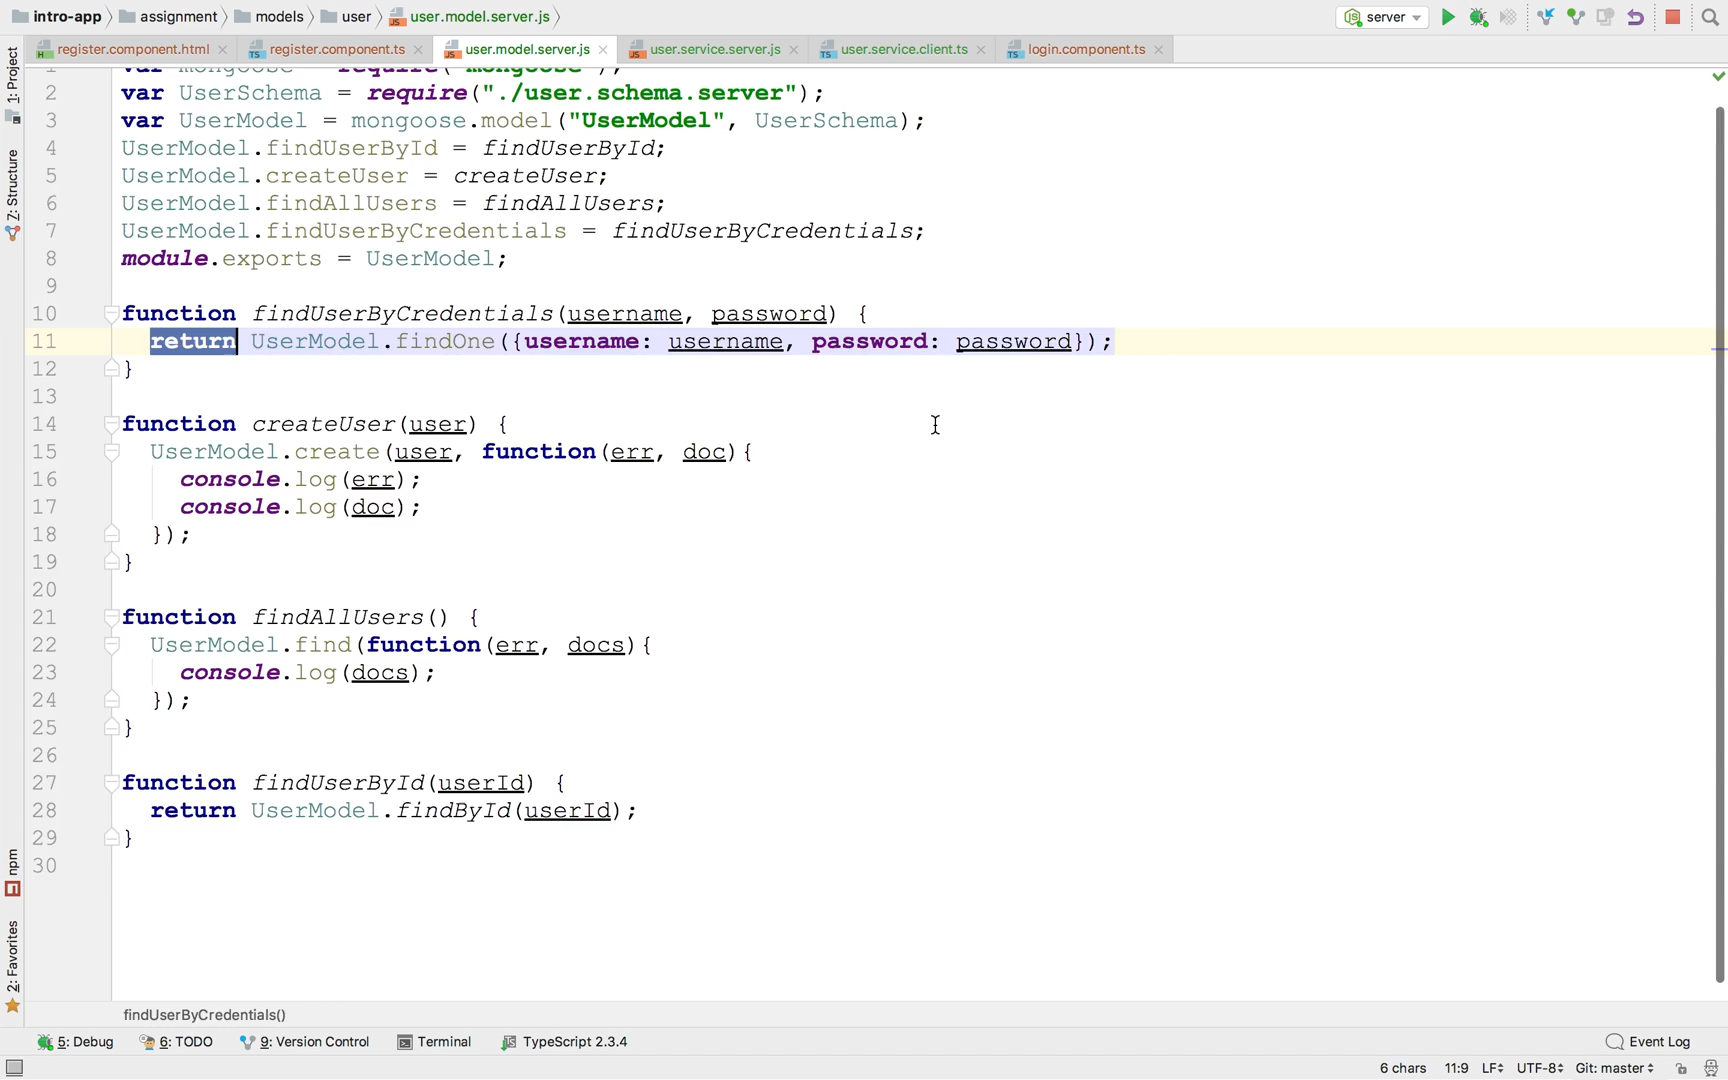 intro-app assignment models user user.model.server.js server
register.component.html register.component.ts user.model.server.js user.service.server.js user.service.client.ts login.component.ts
1 var mongoose = require("mongoose");
2 var UserSchema = require("./user.schema.server");
3 var UserModel = mongoose.model("UserModel", UserSchema);
4 UserModel.findUserById = findUserById;
5 UserModel.createUser = createUser;
6 UserModel.findAllUsers = findAllUsers;
7 UserModel.findUserByCredentials = findUserByCredentials;
8 module.exports = UserModel;
9
10 function findUserByCredentials(username, password) {
11 return UserModel.findOne({username: username, password: password});
12 }
13
14 function createUser(user) {
15 UserModel.create(user, function(err, doc){
16 console.log(err);
17 console.log(doc);
18 });
19 }
20
21 function findAllUsers() {
22 UserModel.find(function(err, docs){
23 console.log(docs);
24 });
25 }
26
27 function findUserById(userId) {
28 return UserModel.findById(userId);
29 }
30
1: Project
7: Structure
npm
2: Favorites
findUserByCredentials()
5: Debug 6: TODO 9: Version Control Terminal TypeScript 2.3.4 Event Log
6 chars 11:9 LF UTF-8 Git: master